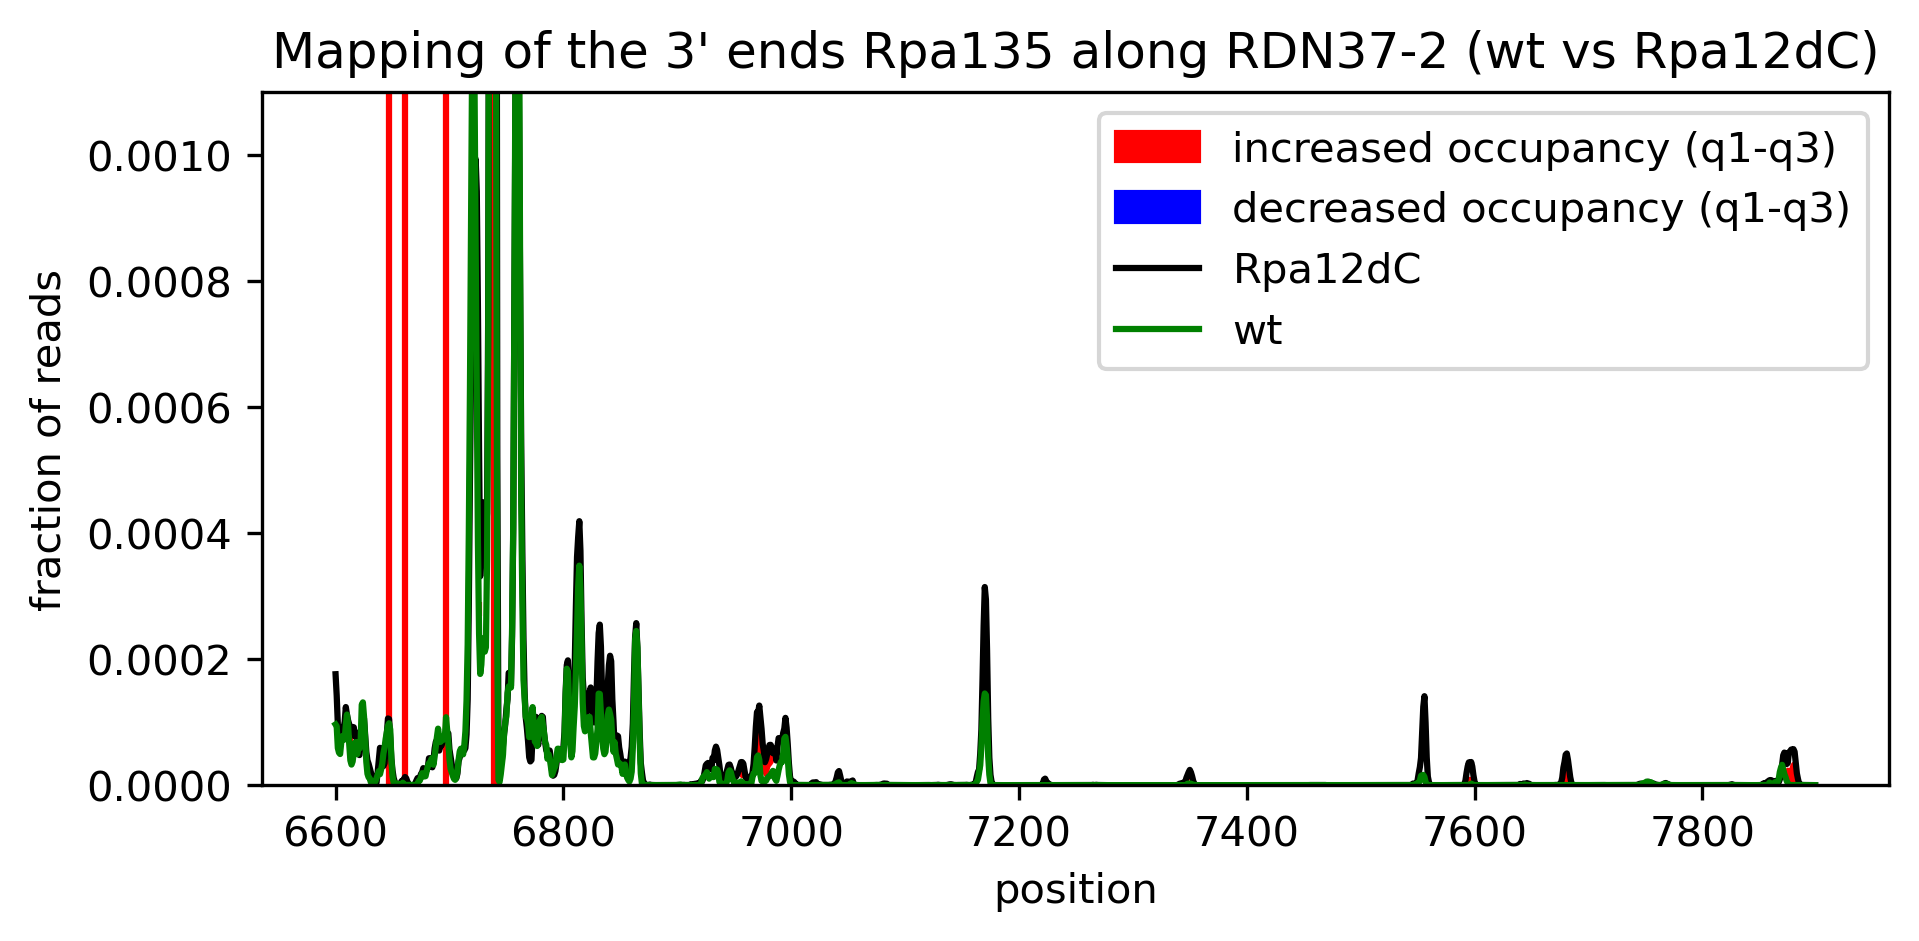 Mapping of the 3' ends Rpa135 along RDN37-2 (wt vs Rpa12dC)
increased occupancy (q1-q3)
decreased occupancy (q1-q3)
Rpa12dC
wt
fraction of reads
0.0010
0.0008
0.0006
0.0004
0.0002
0.0000
6600 6800 7000 7200 7400 7600 7800
position